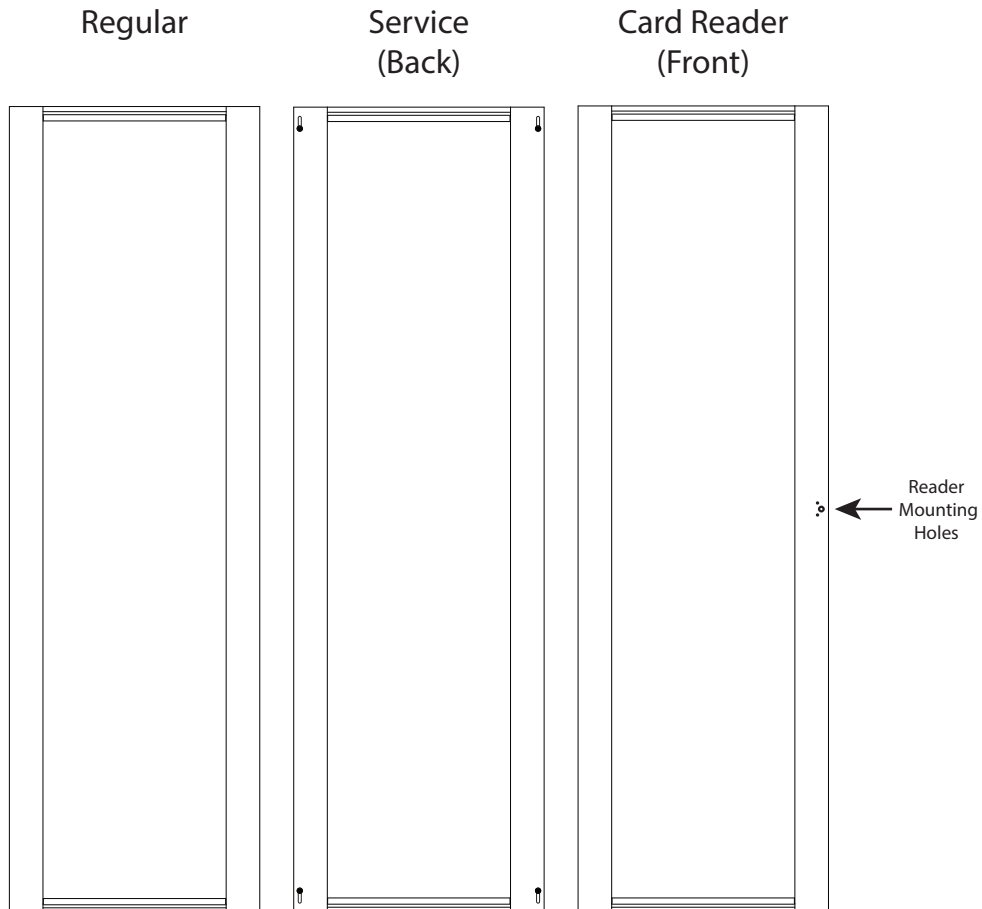 Regular
Service
(Back)
Card Reader
(Front)
Reader
Mounting
Holes